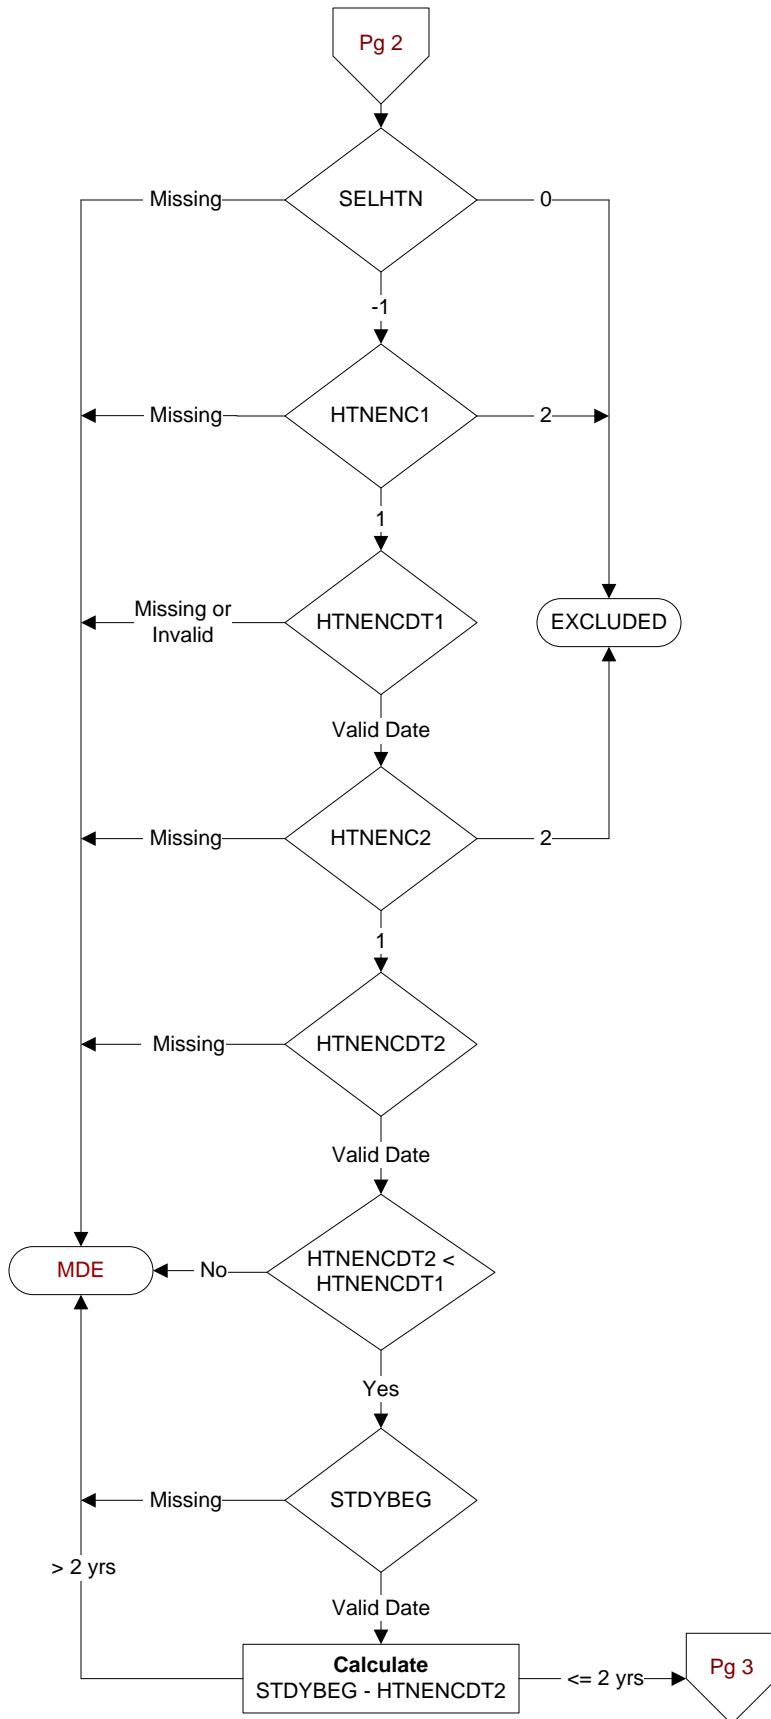 Pg 2
Missing
SELHTN
0
-1
Missing
HTNENC1
2
1
Missing or
Invalid
HTNENCDT1
EXCLUDED
Valid Date
Missing
HTNENC2
2
1
Missing
HTNENCDT2
Valid Date
MDE
No
HTNENCDT2 <
HTNENCDT1
Yes
Missing
STDYBEG
> 2 yrs
Valid Date
Calculate
STDYBEG - HTNENCDT2
<= 2 yrs
Pg 3